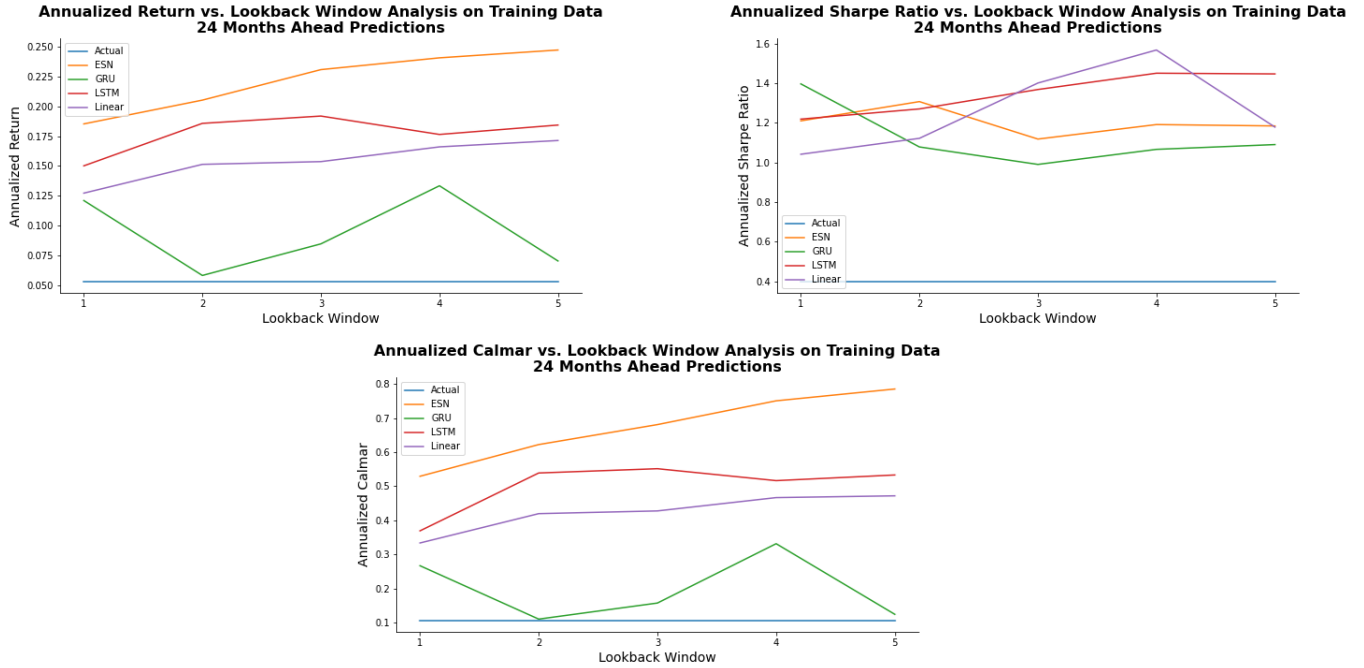 Annualized Return vs. Lookback Window Analysis on Training Data
24 Months Ahead Predictions
0.250
0.225
0.200
0.175
0.150
0.125
0.100
0.075
0.050
Annualized Return
Actual
ESN
GRU
LSTM
Linear
1 2 3 4 5
Lookback Window
Annualized Sharpe Ratio vs. Lookback Window Analysis on Training Data
24 Months Ahead Predictions
1.6
1.4
1.2
1.0
0.8
0.6
0.4
Annualized Sharpe Ratio
Actual
ESN
GRU
LSTM
Linear
1 2 3 4 5
Lookback Window
Annualized Calmar vs. Lookback Window Analysis on Training Data
24 Months Ahead Predictions
0.8
0.7
0.6
0.5
0.4
0.3
0.2
0.1
Annualized Calmar
Actual
ESN
GRU
LSTM
Linear
1 2 3 4 5
Lookback Window